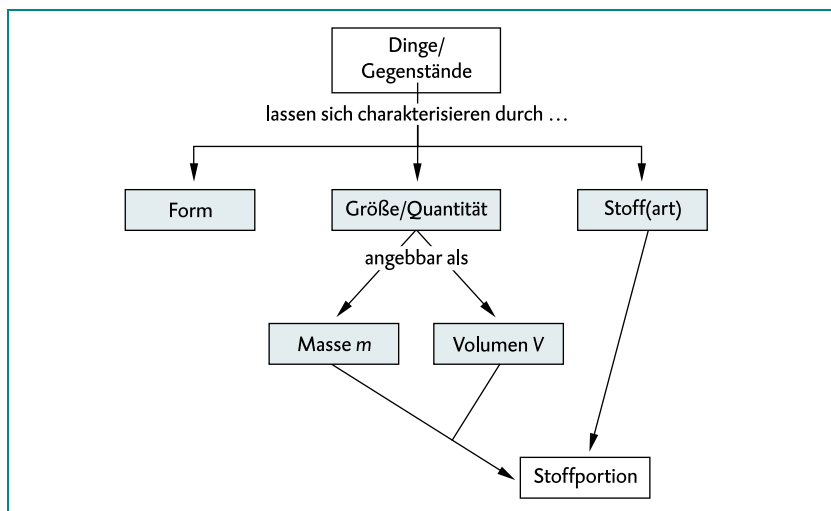 Dinge/
Gegenstände
lassen sich charakterisieren durch …
Form
Größe/Quantität
Stoff(art)
angebbar als
Masse m
Volumen V
Stoffportion